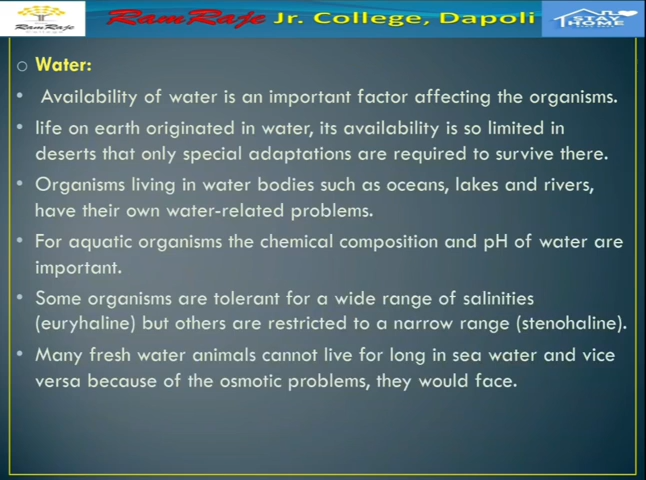 RamRaje Jr. College, Dapoli
RamRaje
STAY
HOME
Water:
Availability of water is an important factor affecting the organisms.
life on earth originated in water, its availability is so limited in
deserts that only special adaptations are required to survive there.
Organisms living in water bodies such as oceans, lakes and rivers,
have their own water-related problems.
For aquatic organisms the chemical composition and pH of water are
important.
Some organisms are tolerant for a wide range of salinities
(euryhaline) but others are restricted to a narrow range (stenohaline).
Many fresh water animals cannot live for long in sea water and vice
versa because of the osmotic problems, they would face.